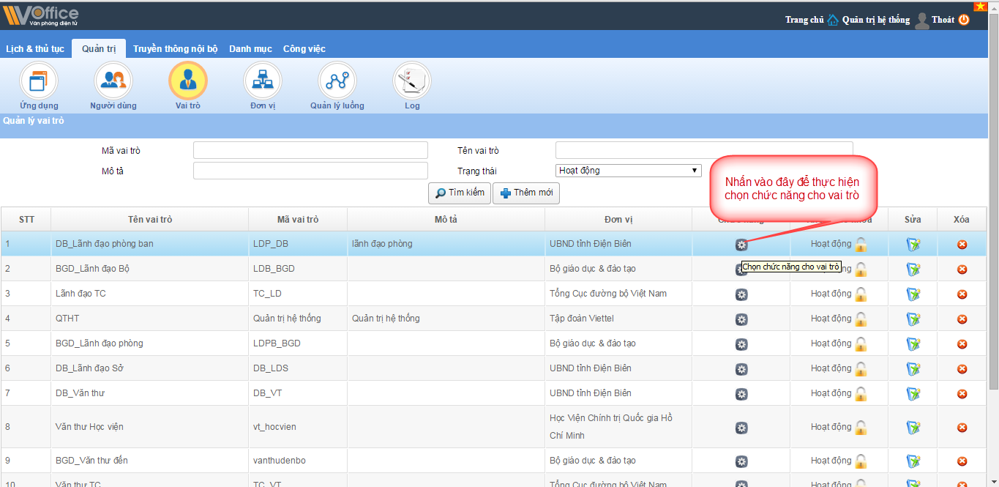 VOffice
Văn phòng điện tử
Trang chủ Quản trị hệ thống Thoát
Lịch & thủ tục Quản trị Truyền thông nội bộ Danh mục Công việc
Ứng dụng Người dùng Vai trò Đơn vị Quản lý luồng Log
Quản lý vai trò
Mã vai trò Tên vai trò
Mô tả Trạng thái Hoạt động
Tìm kiếm Thêm mới
Nhấn vào đây để thực hiện
chọn chức năng cho vai trò
STT Tên vai trò Mã vai trò Mô tả Đơn vị Sửa Xóa
1 DB_Lãnh đạo phòng ban LDP_DB lãnh đạo phòng UBND tỉnh Điện Biên Hoạt động
Chọn chức năng cho vai trò
2 BGD_Lãnh đạo Bộ LDB_BGD Bộ giáo dục & đào tạo
3 Lãnh đạo TC TC_LD Tổng Cục đường bộ Việt Nam Hoạt động
4 QTHT Quản trị hệ thống Quản trị hệ thống Tập đoàn Viettel Hoạt động
5 BGD_Lãnh đạo phòng LDPB_BGD Bộ giáo dục & đào tạo Hoạt động
6 DB_Lãnh đạo Sở DB_LDS UBND tỉnh Điện Biên Hoạt động
7 DB_Văn thư DB_VT UBND tỉnh Điện Biên Hoạt động
8 Văn thư Học viện vt_hocvien Học Viện Chính trị Quốc gia Hồ
Chí Minh Hoạt động
9 BGD_Văn thư đến vanthudenbo Bộ giáo dục & đào tạo Hoạt động
10 Văn thư TC TC_VT Tổng Cục đường bộ Việt Nam Hoạt động